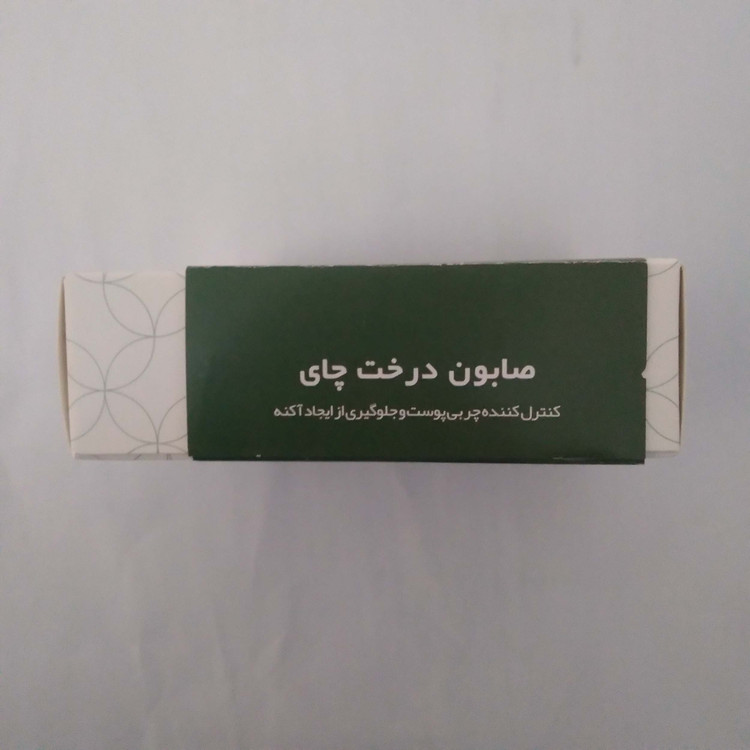 صابون درخت چای
کنترل کننده چربی پوست و جلوگیری از ایجاد آکنه